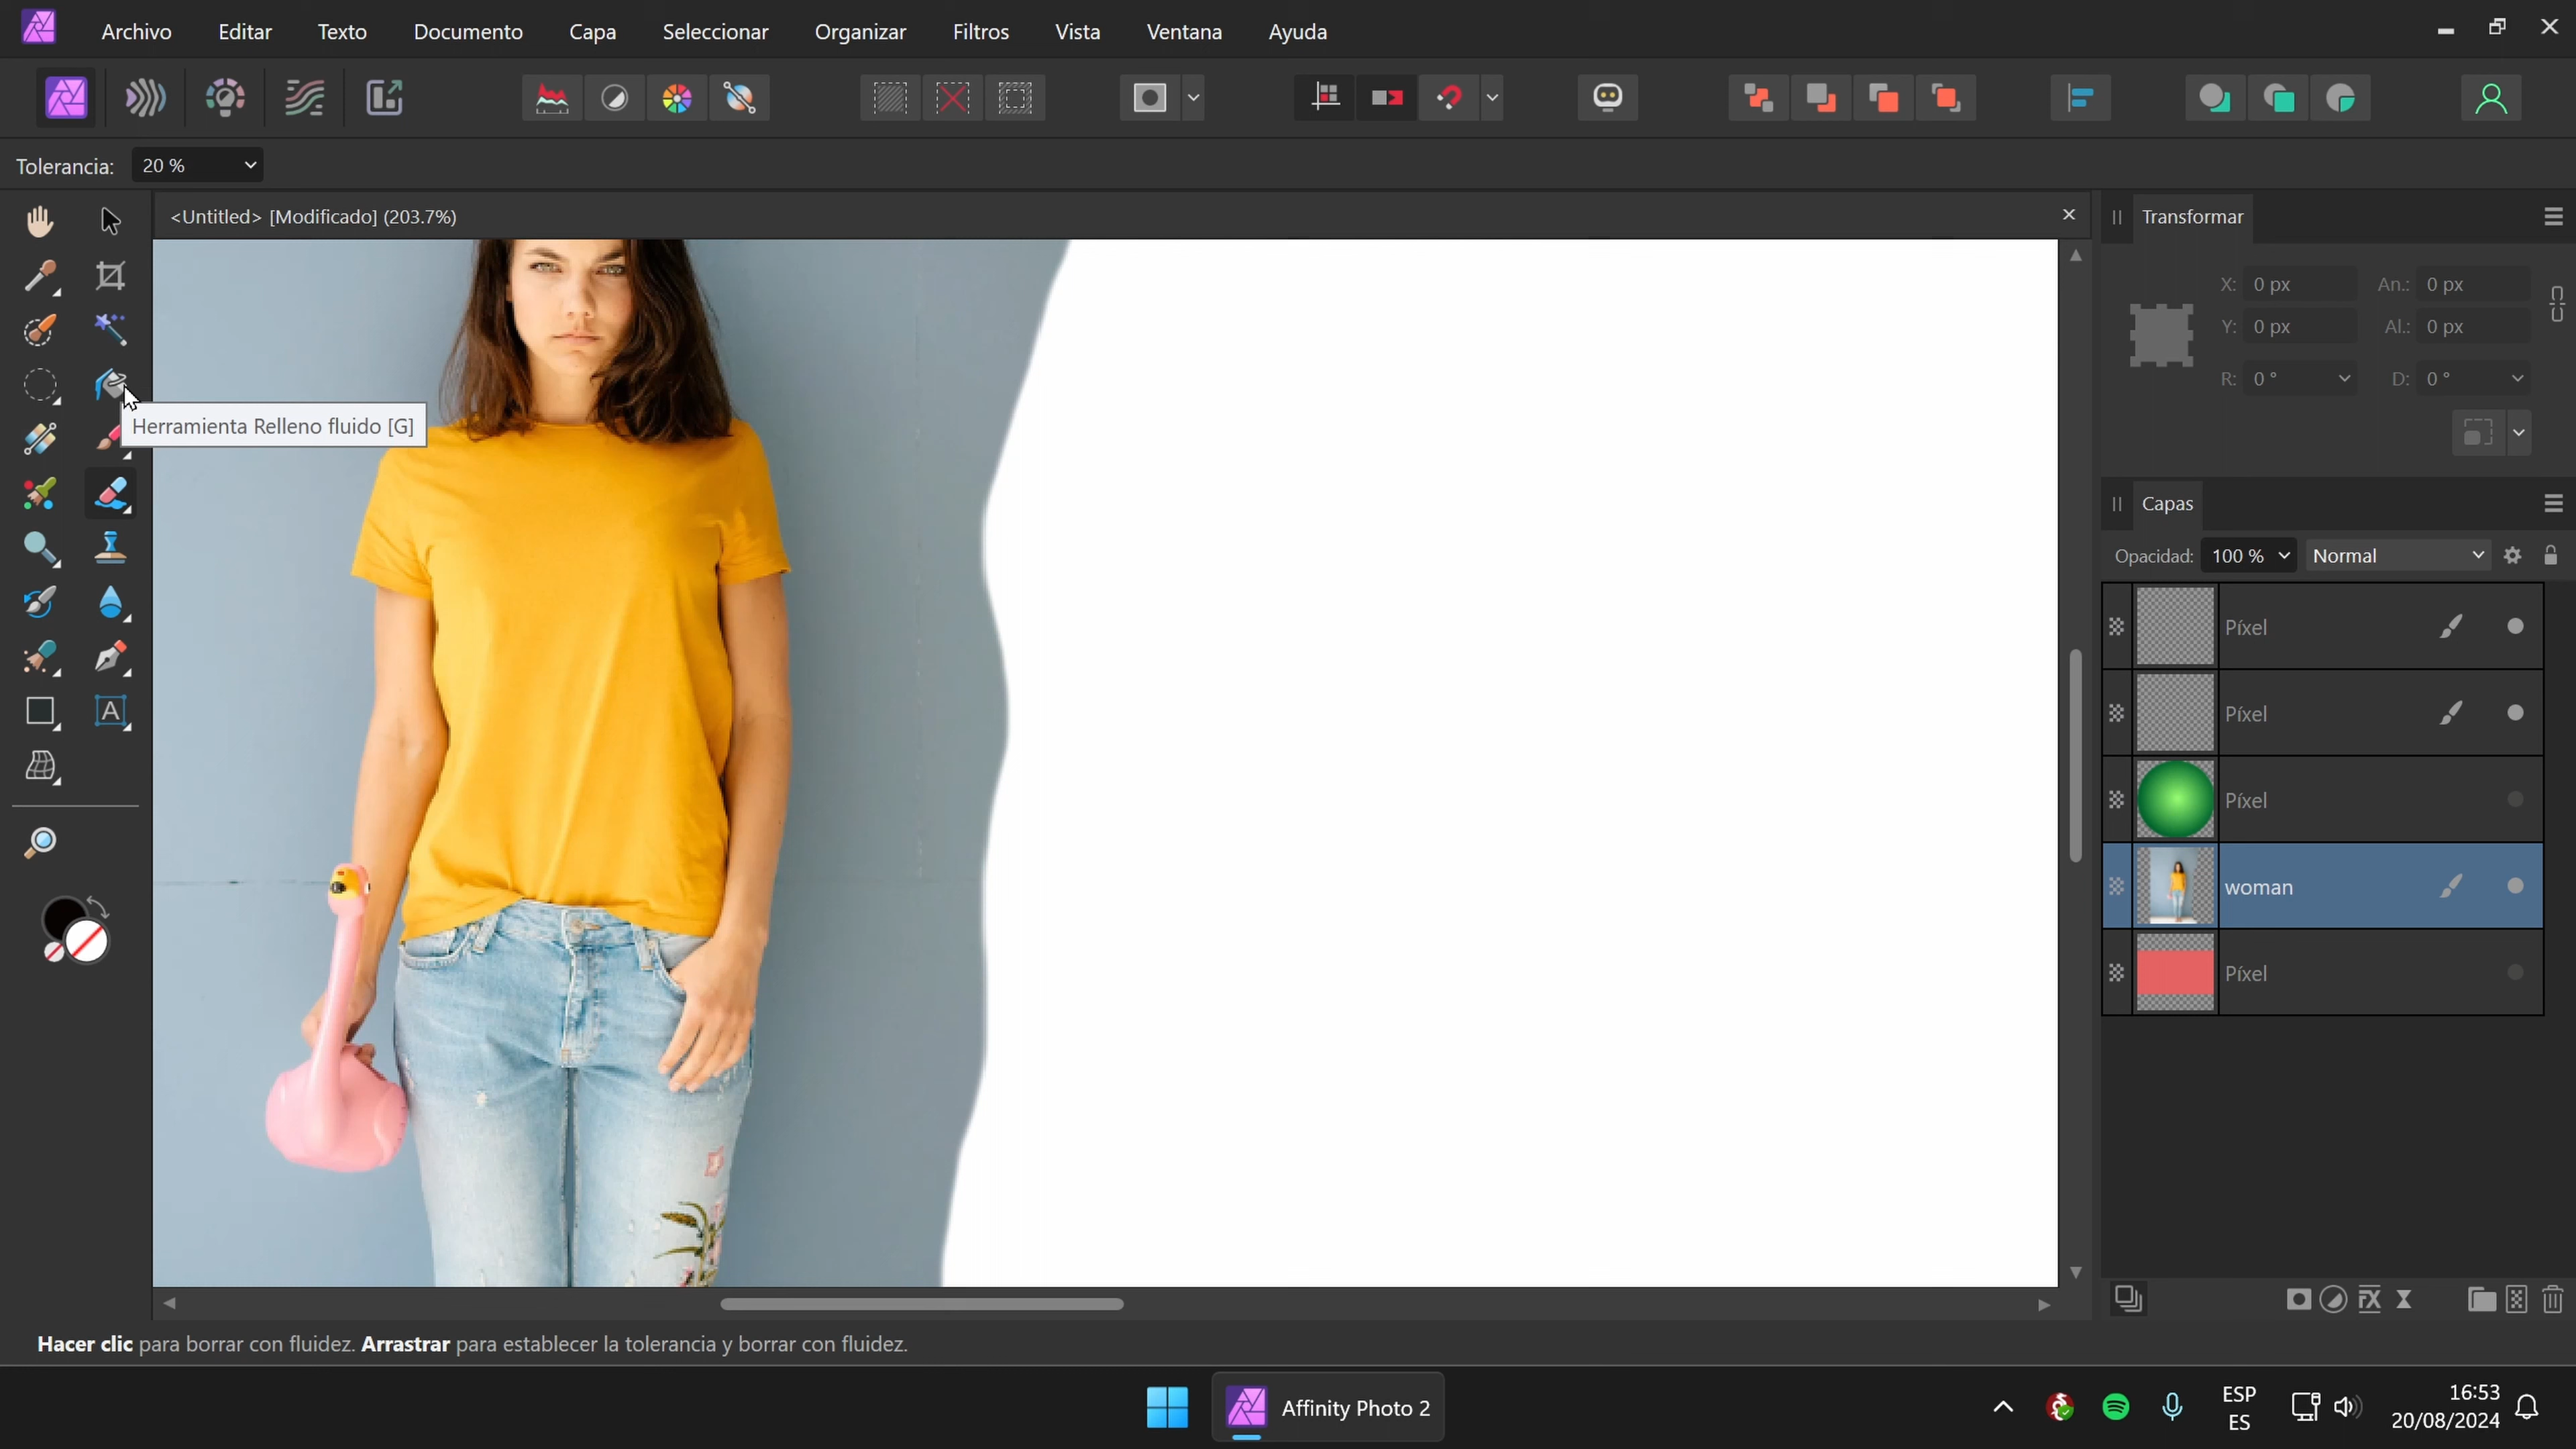 Archivo Editar Texto Documento Capa Seleccionar Organizar Filtros Vista Ventana Ayuda
Tolerancia: 20 %
<Untitled> [Modificado] (203.7%)
Transformar
X: 0 px An.: 0 px
Y: 0 px Al.: 0 px
R: 0 ° D: 0 °
Herramienta Relleno fluido [G]
Capas
Opacidad: 100 % Normal
Píxel
Píxel
Píxel
woman
Píxel
Hacer clic para borrar con fluidez. Arrastrar para establecer la tolerancia y borrar con fluidez.
Affinity Photo 2
ESP
ES
16:53
20/08/2024